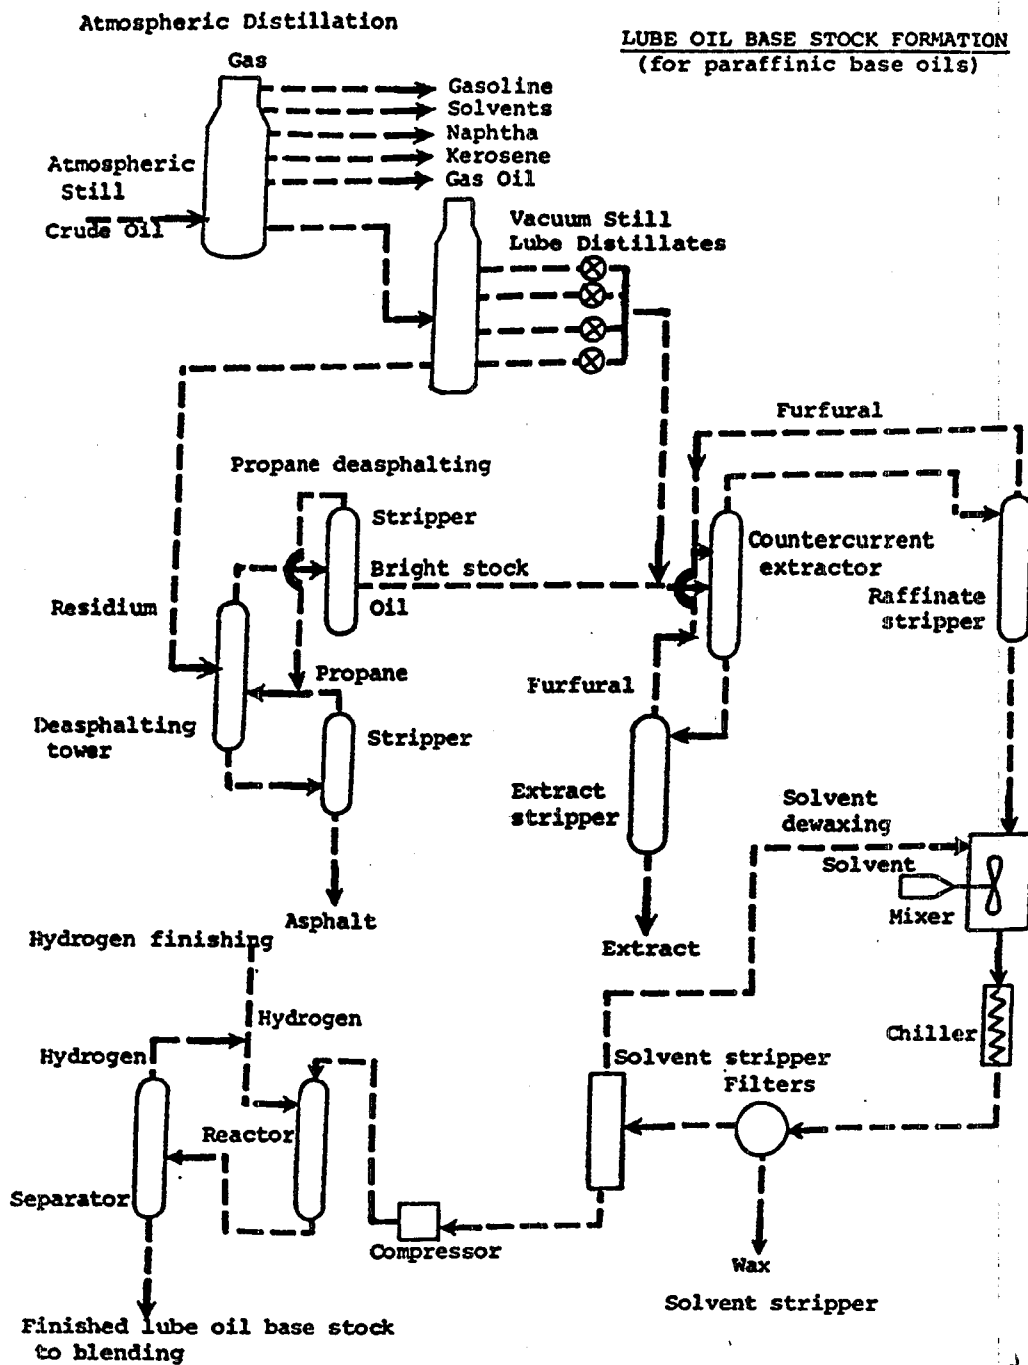 Atmospheric Distillation
LUBE OIL BASE STOCK FORMATION
(for paraffinic base oils)
Gas
Gasoline
Solvents
Naphtha
Kerosene
Gas Oil
Atmospheric
Still
Crude Oil
Vacuum Still
Lube Distillates
Furfural
Propane deasphalting
Stripper
Bright stock
Oil
Countercurrent
extractor
Raffinate
stripper
Residium
Propane
Furfural
Deasphalting
tower
Stripper
Extract
stripper
Solvent
dewaxing
Solvent
Mixer
Asphalt
Extract
Hydrogen finishing
Hydrogen
Hydrogen
Chiller
Solvent stripper
Filters
Reactor
Separator
Compressor
Wax
Solvent stripper
Finished lube oil base stock
to blending